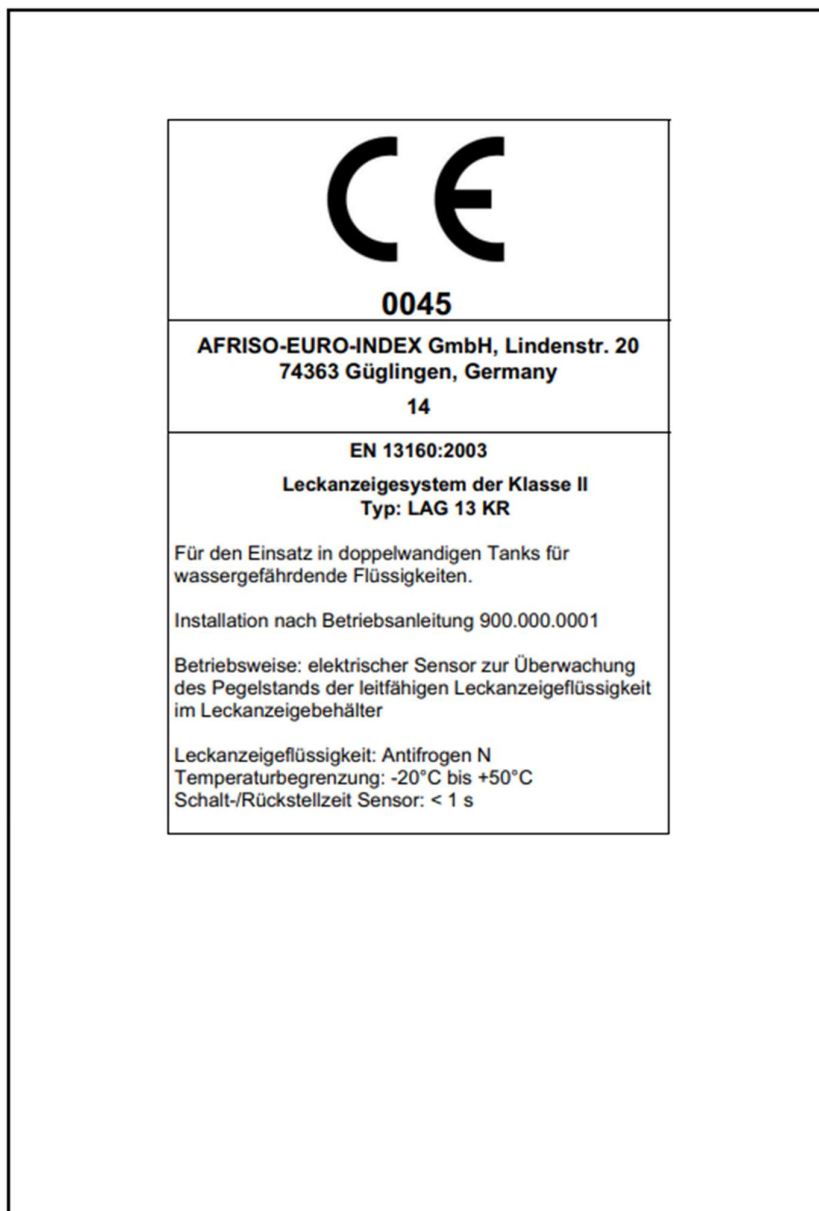 CE
0045
AFRISO-EURO-INDEX GmbH, Lindenstr. 20
74363 Güglingen, Germany
14
EN 13160:2003
Leckanzeigesystem der Klasse II
Typ: LAG 13 KR
Für den Einsatz in doppelwandigen Tanks für
wassergefährdende Flüssigkeiten.
Installation nach Betriebsanleitung 900.000.0001
Betriebsweise: elektrischer Sensor zur Überwachung
des Pegelstands der leitfähigen Leckanzeigeflüssigkeit
im Leckanzeigebehälter
Leckanzeigeflüssigkeit: Antifrogen N
Temperaturbegrenzung: -20°C bis +50°C
Schalt-/Rückstellzeit Sensor: < 1 s